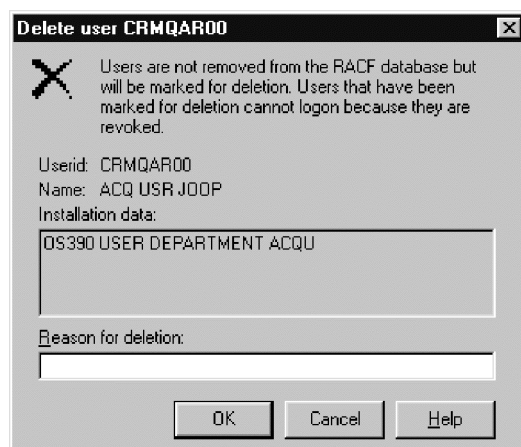 Delete user CRMQAR00
Users are not removed from the RACF database but
will be marked for deletion. Users that have been
marked for deletion cannot logon because they are
revoked.
Userid: CRMQAR00
Name: ACQ USR JOOP
Installation data:
OS390 USER DEPARTMENT ACQU
Reason for deletion:
OK Cancel Help